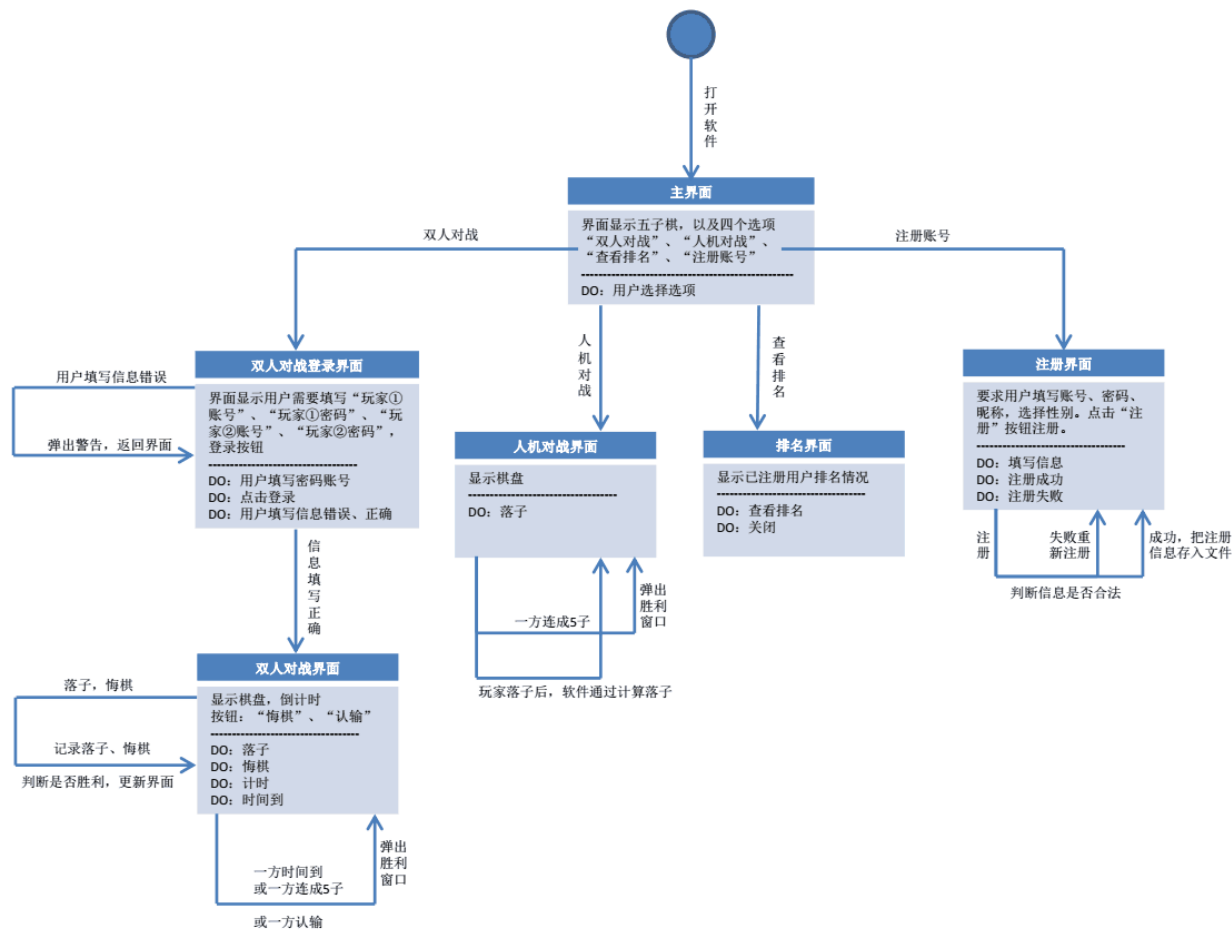 打
开
软
件
主界面
界面显示五子棋，以及四个选项
“双人对战”、“人机对战”、
“查看排名”、“注册账号”
DO：用户选择选项
双人对战
注册账号
人
机
对
战
查
看
排
名
双人对战登录界面
界面显示用户需要填写“玩家①
账号”、“玩家①密码”、“玩
家②账号”、“玩家②密码”，
登录按钮
DO：用户填写密码账号
DO：点击登录
DO：用户填写信息错误、正确
用户填写信息错误
弹出警告，返回界面
信
息
填
写
正
确
人机对战界面
显示棋盘
DO：落子
一方连成5子
弹出
胜利
窗口
玩家落子后，软件通过计算落子
排名界面
显示已注册用户排名情况
DO：查看排名
DO：关闭
注册界面
要求用户填写账号、密码、
昵称，选择性别。点击“注
册”按钮注册。
DO：填写信息
DO：注册成功
DO：注册失败
注
册
失败重
新注册
成功，把注册
信息存入文件
判断信息是否合法
双人对战界面
显示棋盘，倒计时
按钮：“悔棋”、“认输”
DO：落子
DO：悔棋
DO：计时
DO：时间到
落子，悔棋
记录落子、悔棋
判断是否胜利，更新界面
一方时间到
或一方连成5子
或一方认输
弹出
胜利
窗口